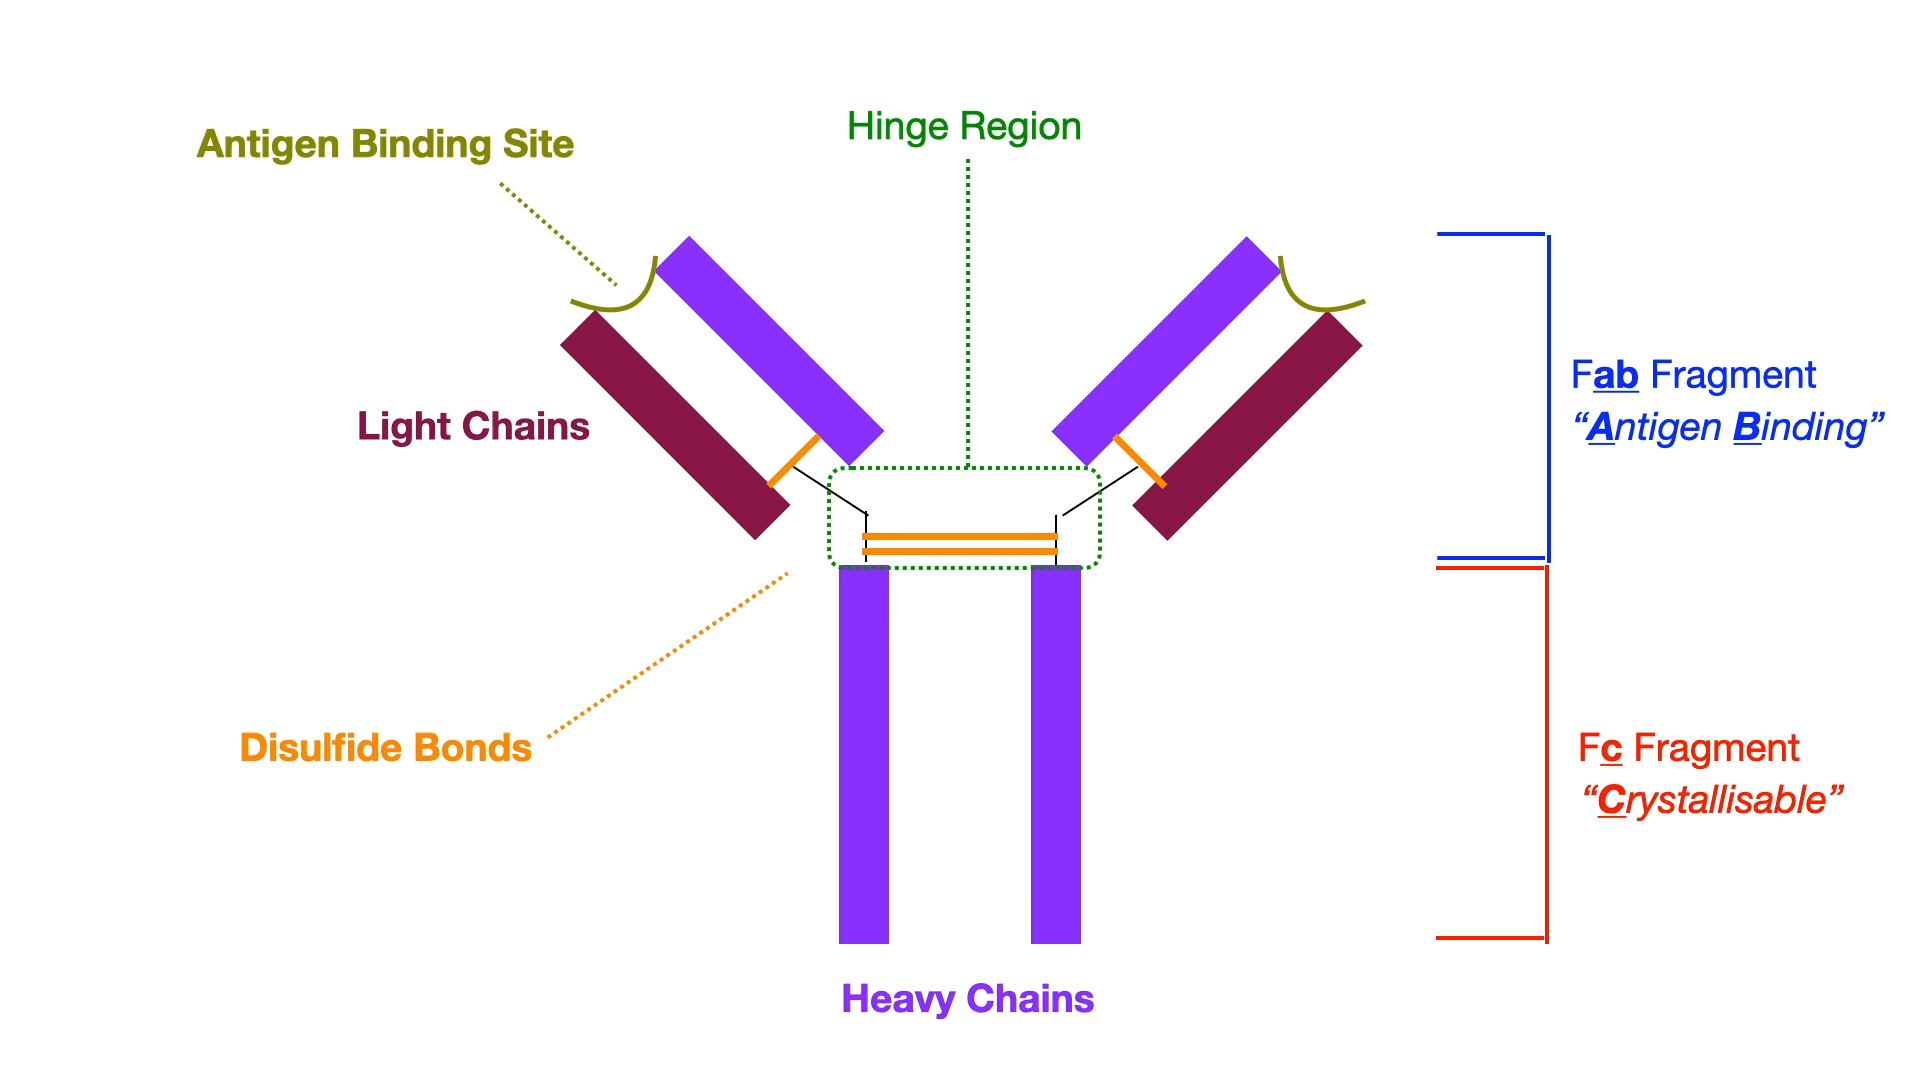 Hinge Region
Antigen Binding Site
Light Chains
Fab Fragment
“Antigen Binding”
Disulfide Bonds
Fc Fragment
“Crystallisable”
Heavy Chains